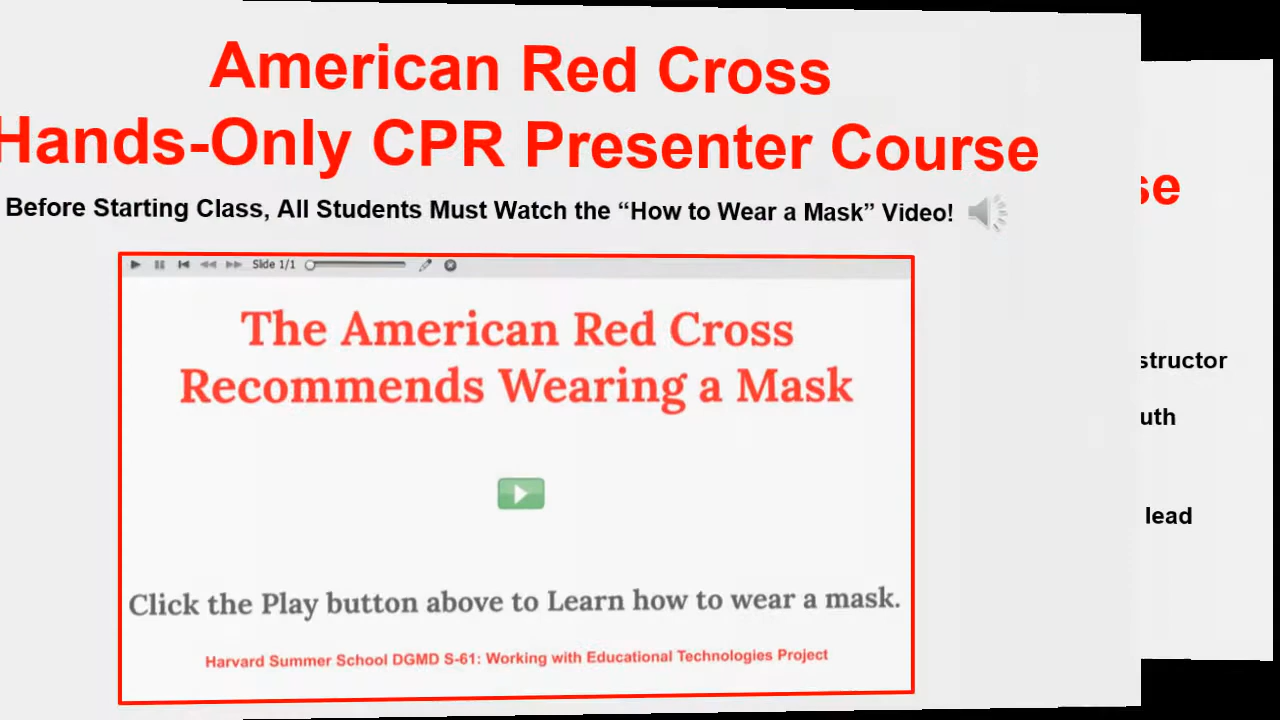 American Red Cross
Hands-Only CPR Presenter Course
Before Starting Class, All Students Must Watch the “How to Wear a Mask” Video!
Slide 1/1
The American Red Cross
Recommends Wearing a Mask
Click the Play button above to Learn how to wear a mask.
Harvard Summer School DGMD S-61: Working with Educational Technologies Project
se
structor
uth
lead